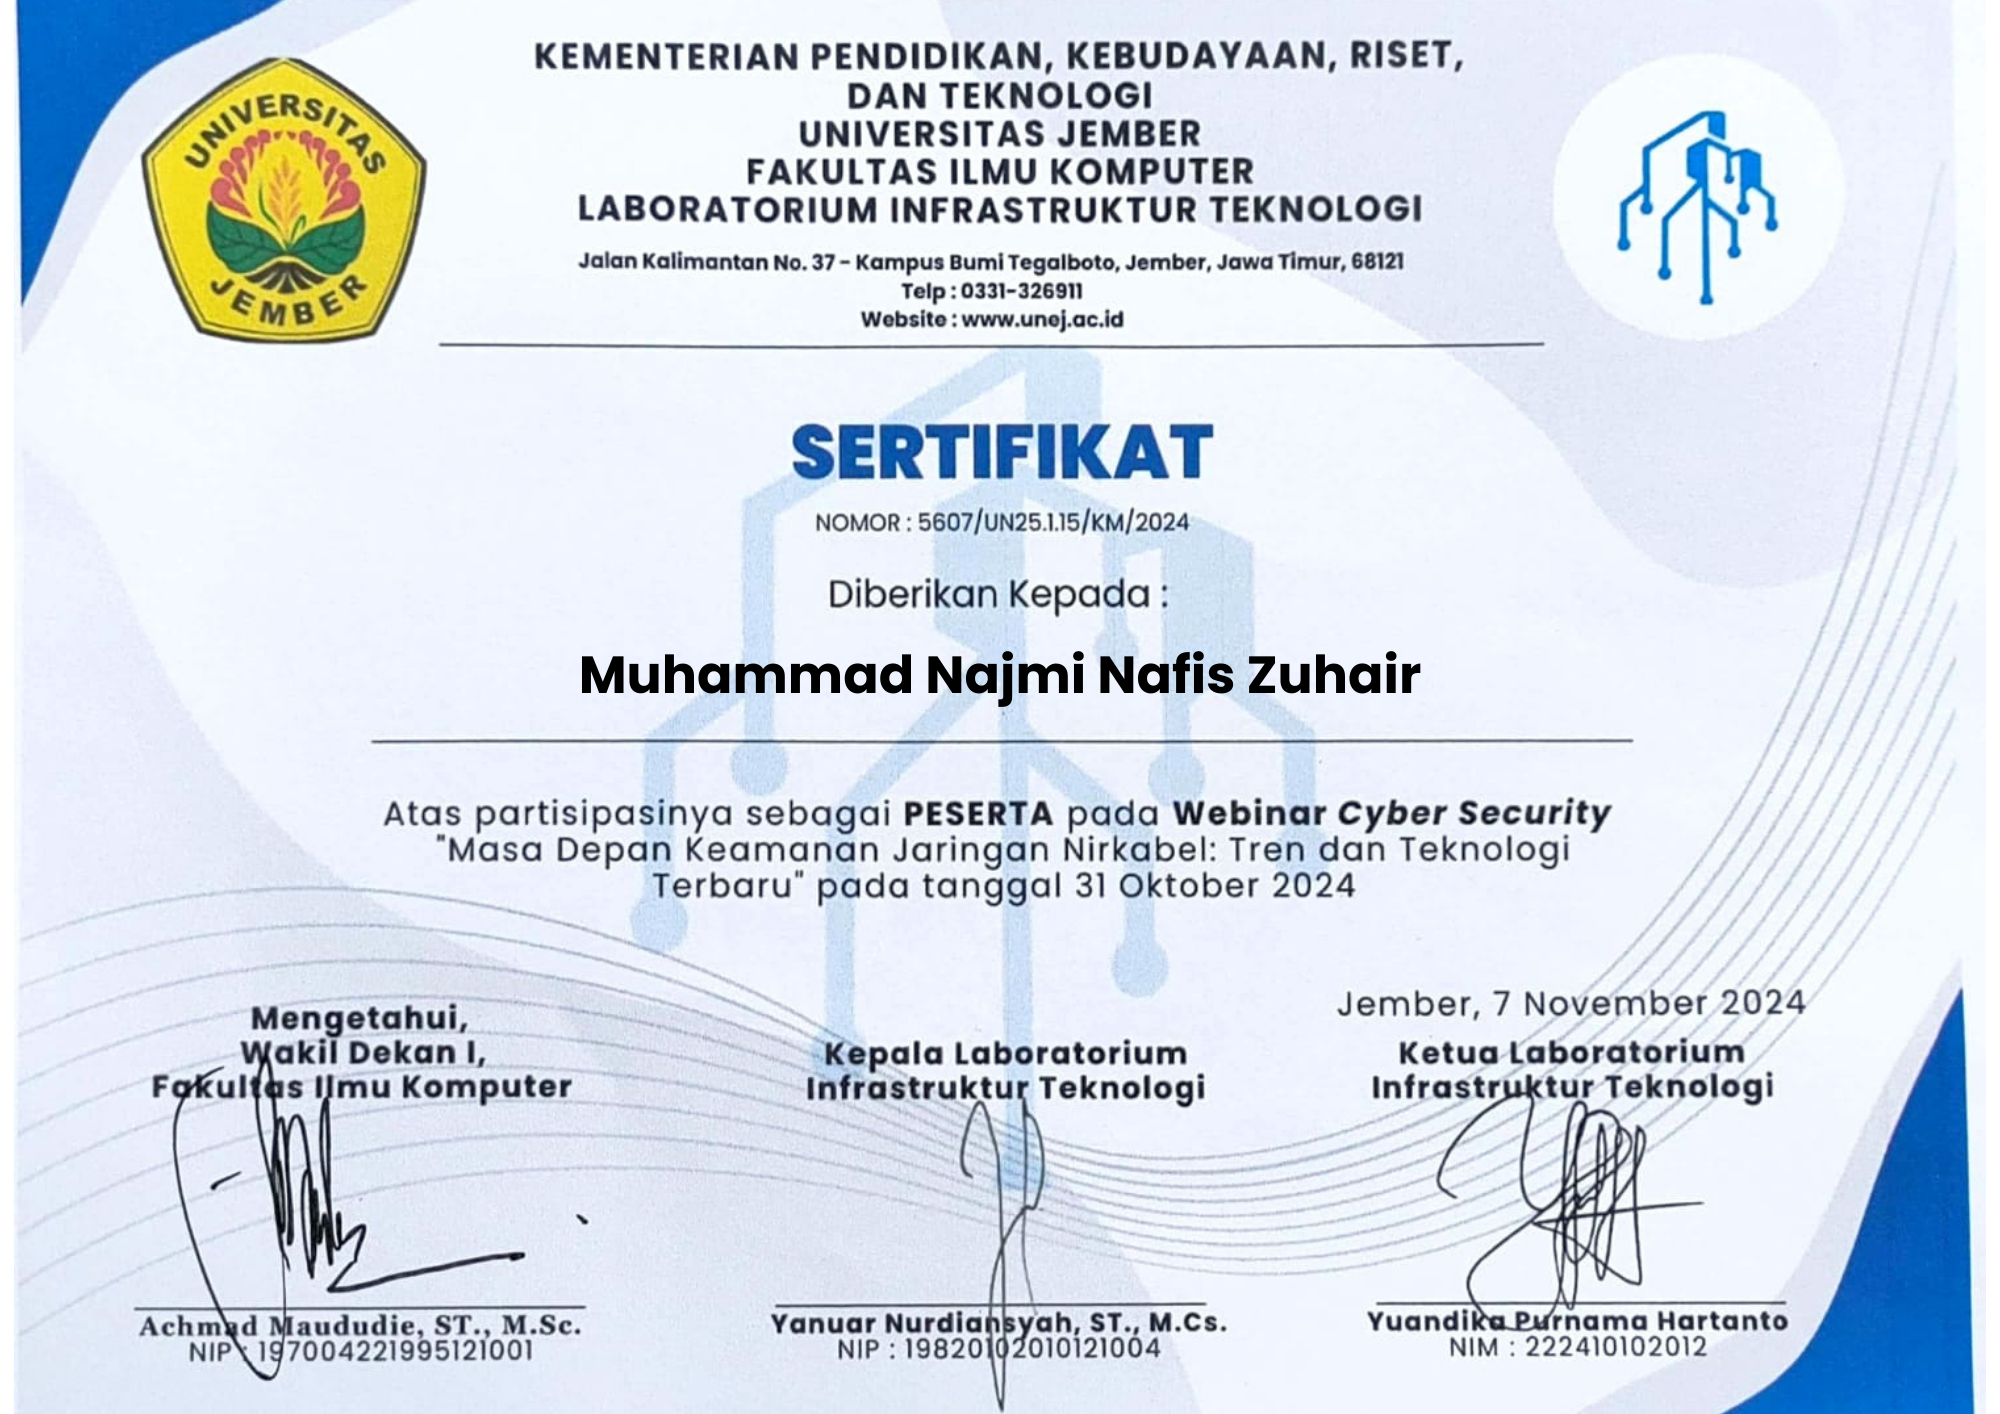 UNIVERSITAS
JEMBER
KEMENTERIAN PENDIDIKAN, KEBUDAYAAN, RISET,
DAN TEKNOLOGI
UNIVERSITAS JEMBER
FAKULTAS ILMU KOMPUTER
LABORATORIUM INFRASTRUKTUR TEKNOLOGI
Jalan Kalimantan No. 37 – Kampus Bumi Tegalboto, Jember, Jawa Timur, 68121
Telp : 0331-326911
Website : www.unej.ac.id
SERTIFIKAT
NOMOR : 5607/UN25.1.15/KM/2024
Diberikan Kepada :
Muhammad Najmi Nafis Zuhair
Atas partisipasinya sebagai PESERTA pada Webinar Cyber Security
"Masa Depan Keamanan Jaringan Nirkabel: Tren dan Teknologi
Terbaru" pada tanggal 31 Oktober 2024
Mengetahui,
Wakil Dekan I,
Fakultas Ilmu Komputer
Achmad Maududie, ST., M.Sc.
NIP : 197004221995121001
Kepala Laboratorium
Infrastruktur Teknologi
Yanuar Nurdiansyah, ST., M.Cs.
NIP : 198201022010121004
Jember, 7 November 2024
Ketua Laboratorium
Infrastruktur Teknologi
Yuandika Purnama Hartanto
NIM : 222410102012